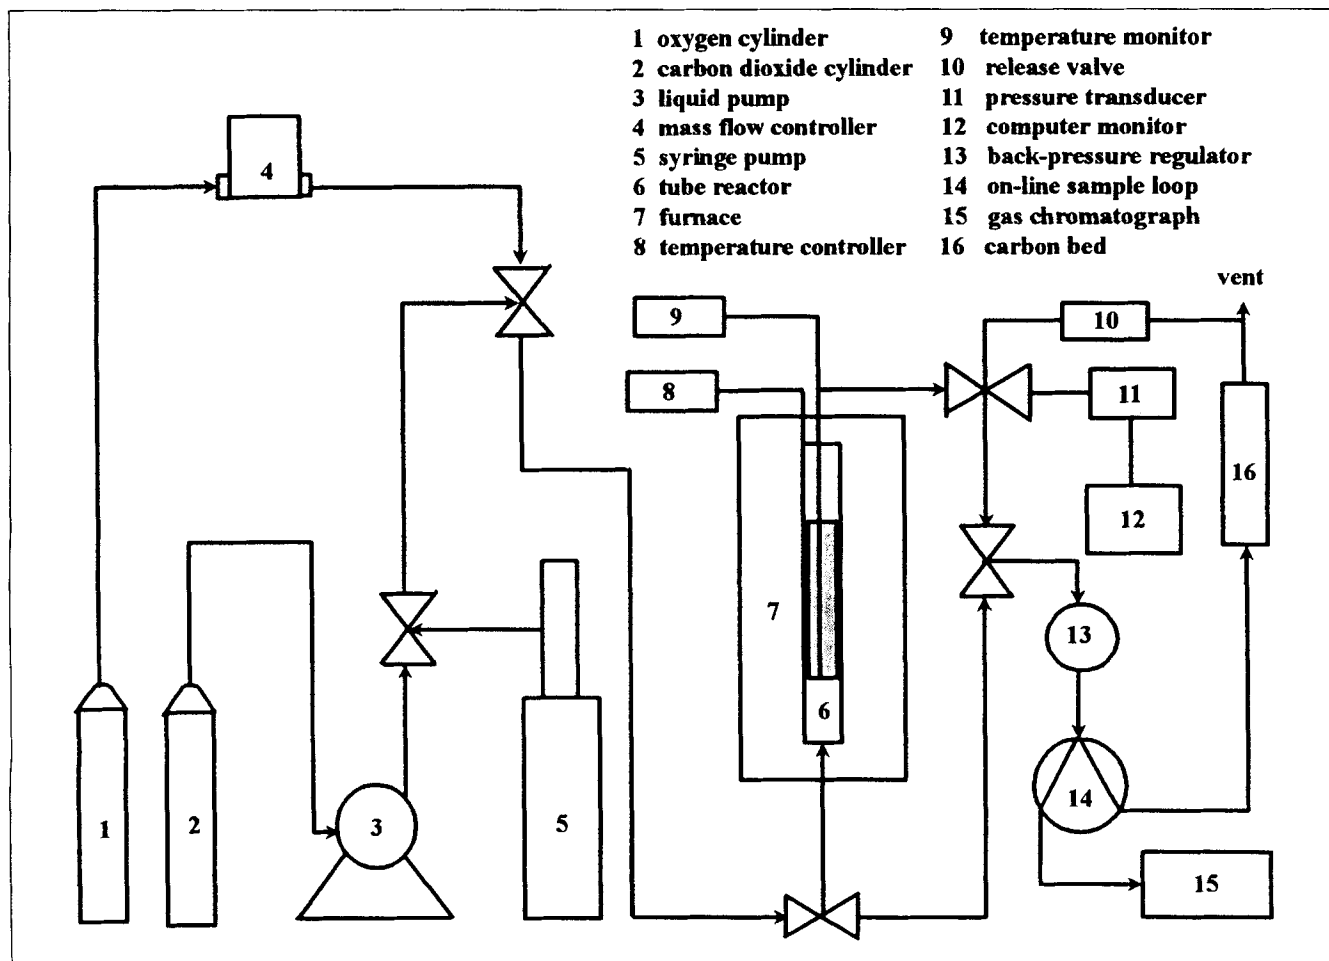 1 oxygen cylinder
2 carbon dioxide cylinder
3 liquid pump
4 mass flow controller
5 syringe pump
6 tube reactor
7 furnace
8 temperature controller
9 temperature monitor
10 release valve
11 pressure transducer
12 computer monitor
13 back-pressure regulator
14 on-line sample loop
15 gas chromatograph
16 carbon bed
vent
4
9
10
8
11
16
12
7
13
6
14
1
2
3
5
15